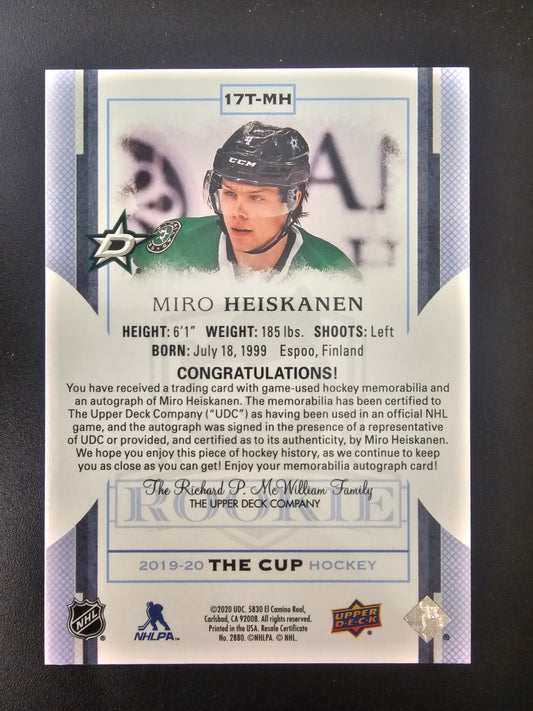 17T-MH
CCM
D
MIRO HEISKANEN
HEIGHT: 6'1" WEIGHT: 185 lbs. SHOOTS: Left
BORN: July 18, 1999 Espoo, Finland
CONGRATULATIONS!
You have received a trading card with game-used hockey memorabilia and
an autograph of Miro Heiskanen. The memorabilia has been certified to
The Upper Deck Company ("UDC") as having been used in an official NHL
game, and the autograph was signed in the presence of a representative
of UDC or provided, and certified as to its authenticity, by Miro Heiskanen.
We hope you enjoy this piece of hockey history, as we continue to keep
you as close as you can get! Enjoy your memorabilia autograph card!
The Richard P. McWilliam Family
THE UPPER DECK COMPANY
ROOKIE
2019-20 THE CUP HOCKEY
©2020 UDC. 5830 El Camino Real,
Carlsbad, CA 92008. All rights reserved.
Printed in the USA. Resale Certificate
No. 2880. ©NHLPA. © NHL.
NHL
NHLPA™
UPPER
DECK
®
®